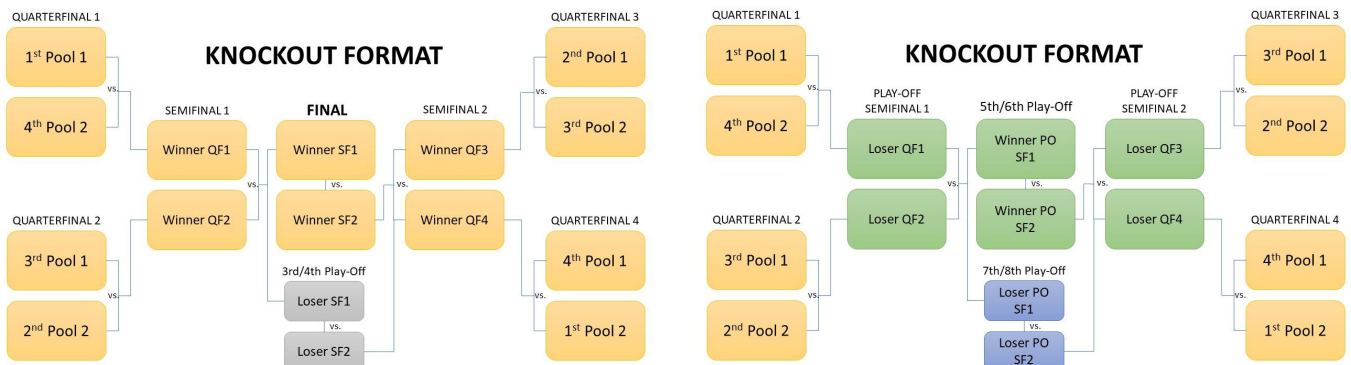 KNOCKOUT FORMAT
QUARTERFINAL 1
1st Pool 1
vs.
4th Pool 2
QUARTERFINAL 2
3rd Pool 1
vs.
2nd Pool 2
SEMIFINAL 1
Winner QF1
vs.
Winner QF2
FINAL
Winner SF1
vs.
Winner SF2
3rd/4th Play-Off
Loser SF1
vs.
Loser SF2
SEMIFINAL 2
Winner QF3
vs.
Winner QF4
QUARTERFINAL 3
2nd Pool 1
vs.
3rd Pool 2
QUARTERFINAL 4
4th Pool 1
vs.
1st Pool 2
KNOCKOUT FORMAT
QUARTERFINAL 1
1st Pool 1
vs.
4th Pool 2
QUARTERFINAL 2
3rd Pool 1
vs.
2nd Pool 2
PLAY-OFF
SEMIFINAL 1
Loser QF1
vs.
Loser QF2
5th/6th Play-Off
Winner PO
SF1
vs.
Winner PO
SF2
7th/8th Play-Off
Loser PO
SF1
vs.
Loser PO
SF2
PLAY-OFF
SEMIFINAL 2
Loser QF3
vs.
Loser QF4
QUARTERFINAL 3
3rd Pool 1
vs.
2nd Pool 2
QUARTERFINAL 4
4th Pool 1
vs.
1st Pool 2